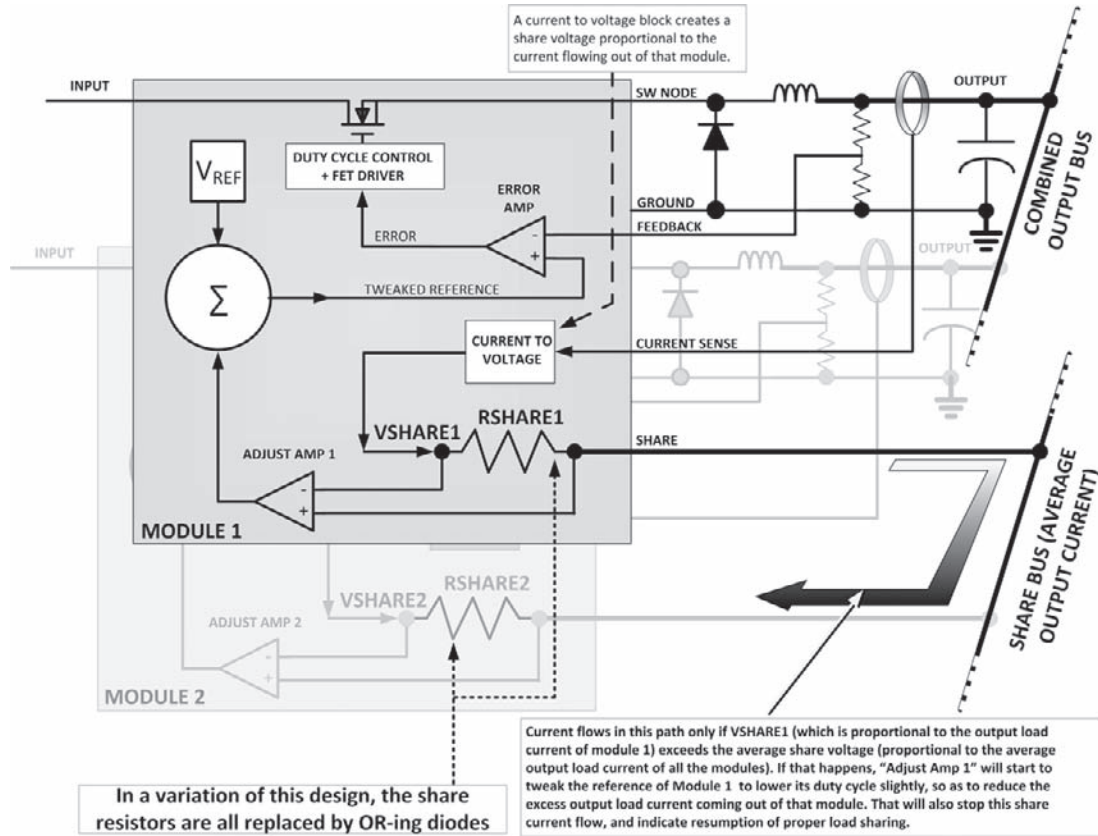 A current to voltage block creates a
share voltage proportional to the
current flowing out of that module.
INPUT
SW NODE
OUTPUT
VREF
DUTY CYCLE CONTROL
+ FET DRIVER
ERROR
AMP
-
+
ERROR
GROUND
FEEDBACK
COMBINED
OUTPUT BUS
INPUT
OUTPUT
Σ
TWEAKED REFERENCE
CURRENT TO
VOLTAGE
CURRENT SENSE
VSHARE1
RSHARE1
SHARE
ADJUST AMP 1
-
+
MODULE 1
SHARE BUS (AVERAGE
OUTPUT CURRENT)
VSHARE2
RSHARE2
ADJUST AMP 2
-
+
MODULE 2
Current flows in this path only if VSHARE1 (which is proportional to the output load
current of module 1) exceeds the average share voltage (proportional to the average
output load current of all the modules). If that happens, “Adjust Amp 1” will start to
tweak the reference of Module 1 to lower its duty cycle slightly, so as to reduce the
excess output load current coming out of that module. That will also stop this share
current flow, and indicate resumption of proper load sharing.
In a variation of this design, the share
resistors are all replaced by OR-ing diodes